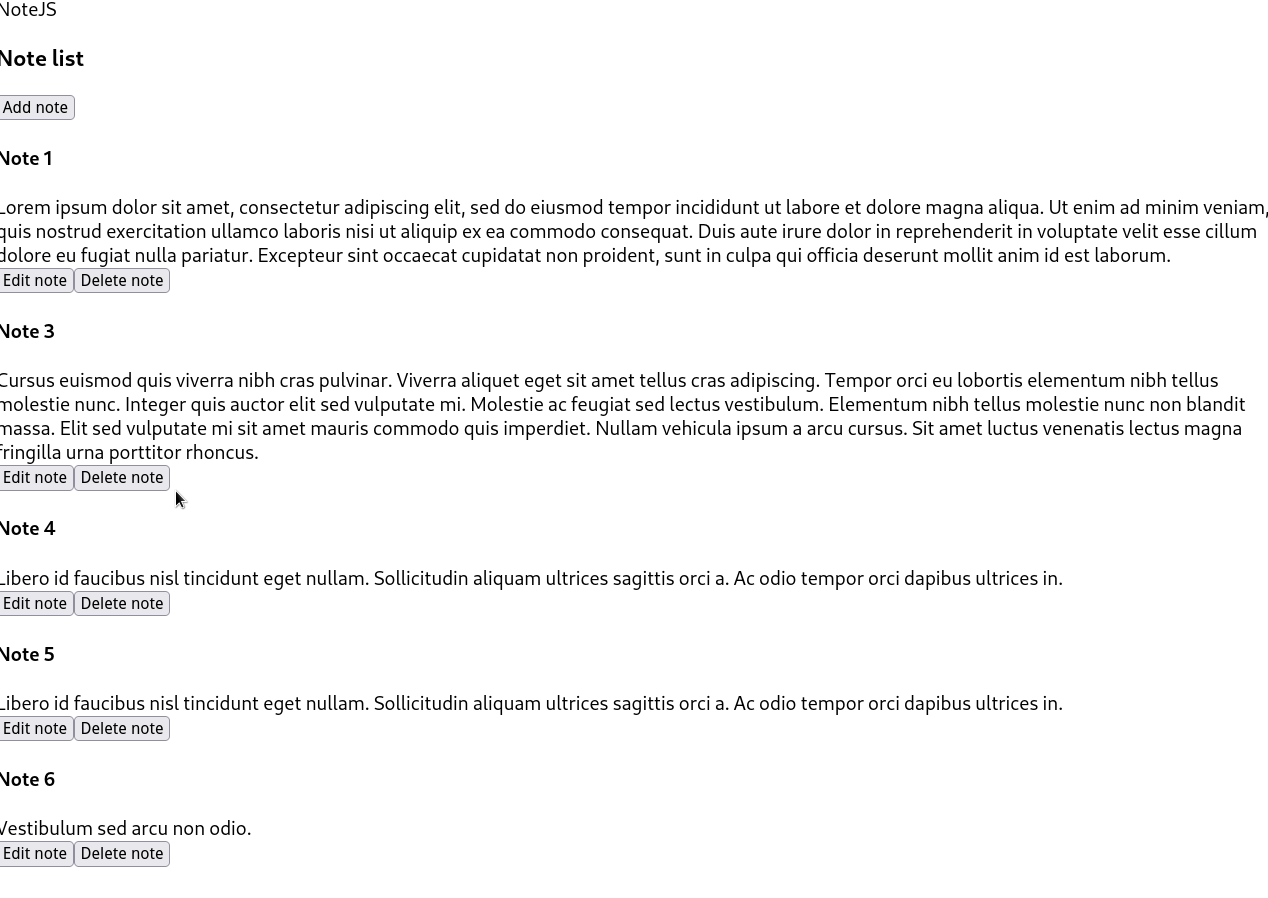 NoteJS
Note list
Add note
Note 1
Lorem ipsum dolor sit amet, consectetur adipiscing elit, sed do eiusmod tempor incididunt ut labore et dolore magna aliqua. Ut enim ad minim veniam,
quis nostrud exercitation ullamco laboris nisi ut aliquip ex ea commodo consequat. Duis aute irure dolor in reprehenderit in voluptate velit esse cillum
dolore eu fugiat nulla pariatur. Excepteur sint occaecat cupidatat non proident, sunt in culpa qui officia deserunt mollit anim id est laborum.
Edit note Delete note
Note 3
Cursus euismod quis viverra nibh cras pulvinar. Viverra aliquet eget sit amet tellus cras adipiscing. Tempor orci eu lobortis elementum nibh tellus
molestie nunc. Integer quis auctor elit sed vulputate mi. Molestie ac feugiat sed lectus vestibulum. Elementum nibh tellus molestie nunc non blandit
massa. Elit sed vulputate mi sit amet mauris commodo quis imperdiet. Nullam vehicula ipsum a arcu cursus. Sit amet luctus venenatis lectus magna
fringilla urna porttitor rhoncus.
Edit note Delete note
Note 4
Libero id faucibus nisl tincidunt eget nullam. Sollicitudin aliquam ultrices sagittis orci a. Ac odio tempor orci dapibus ultrices in.
Edit note Delete note
Note 5
Libero id faucibus nisl tincidunt eget nullam. Sollicitudin aliquam ultrices sagittis orci a. Ac odio tempor orci dapibus ultrices in.
Edit note Delete note
Note 6
Vestibulum sed arcu non odio.
Edit note Delete note